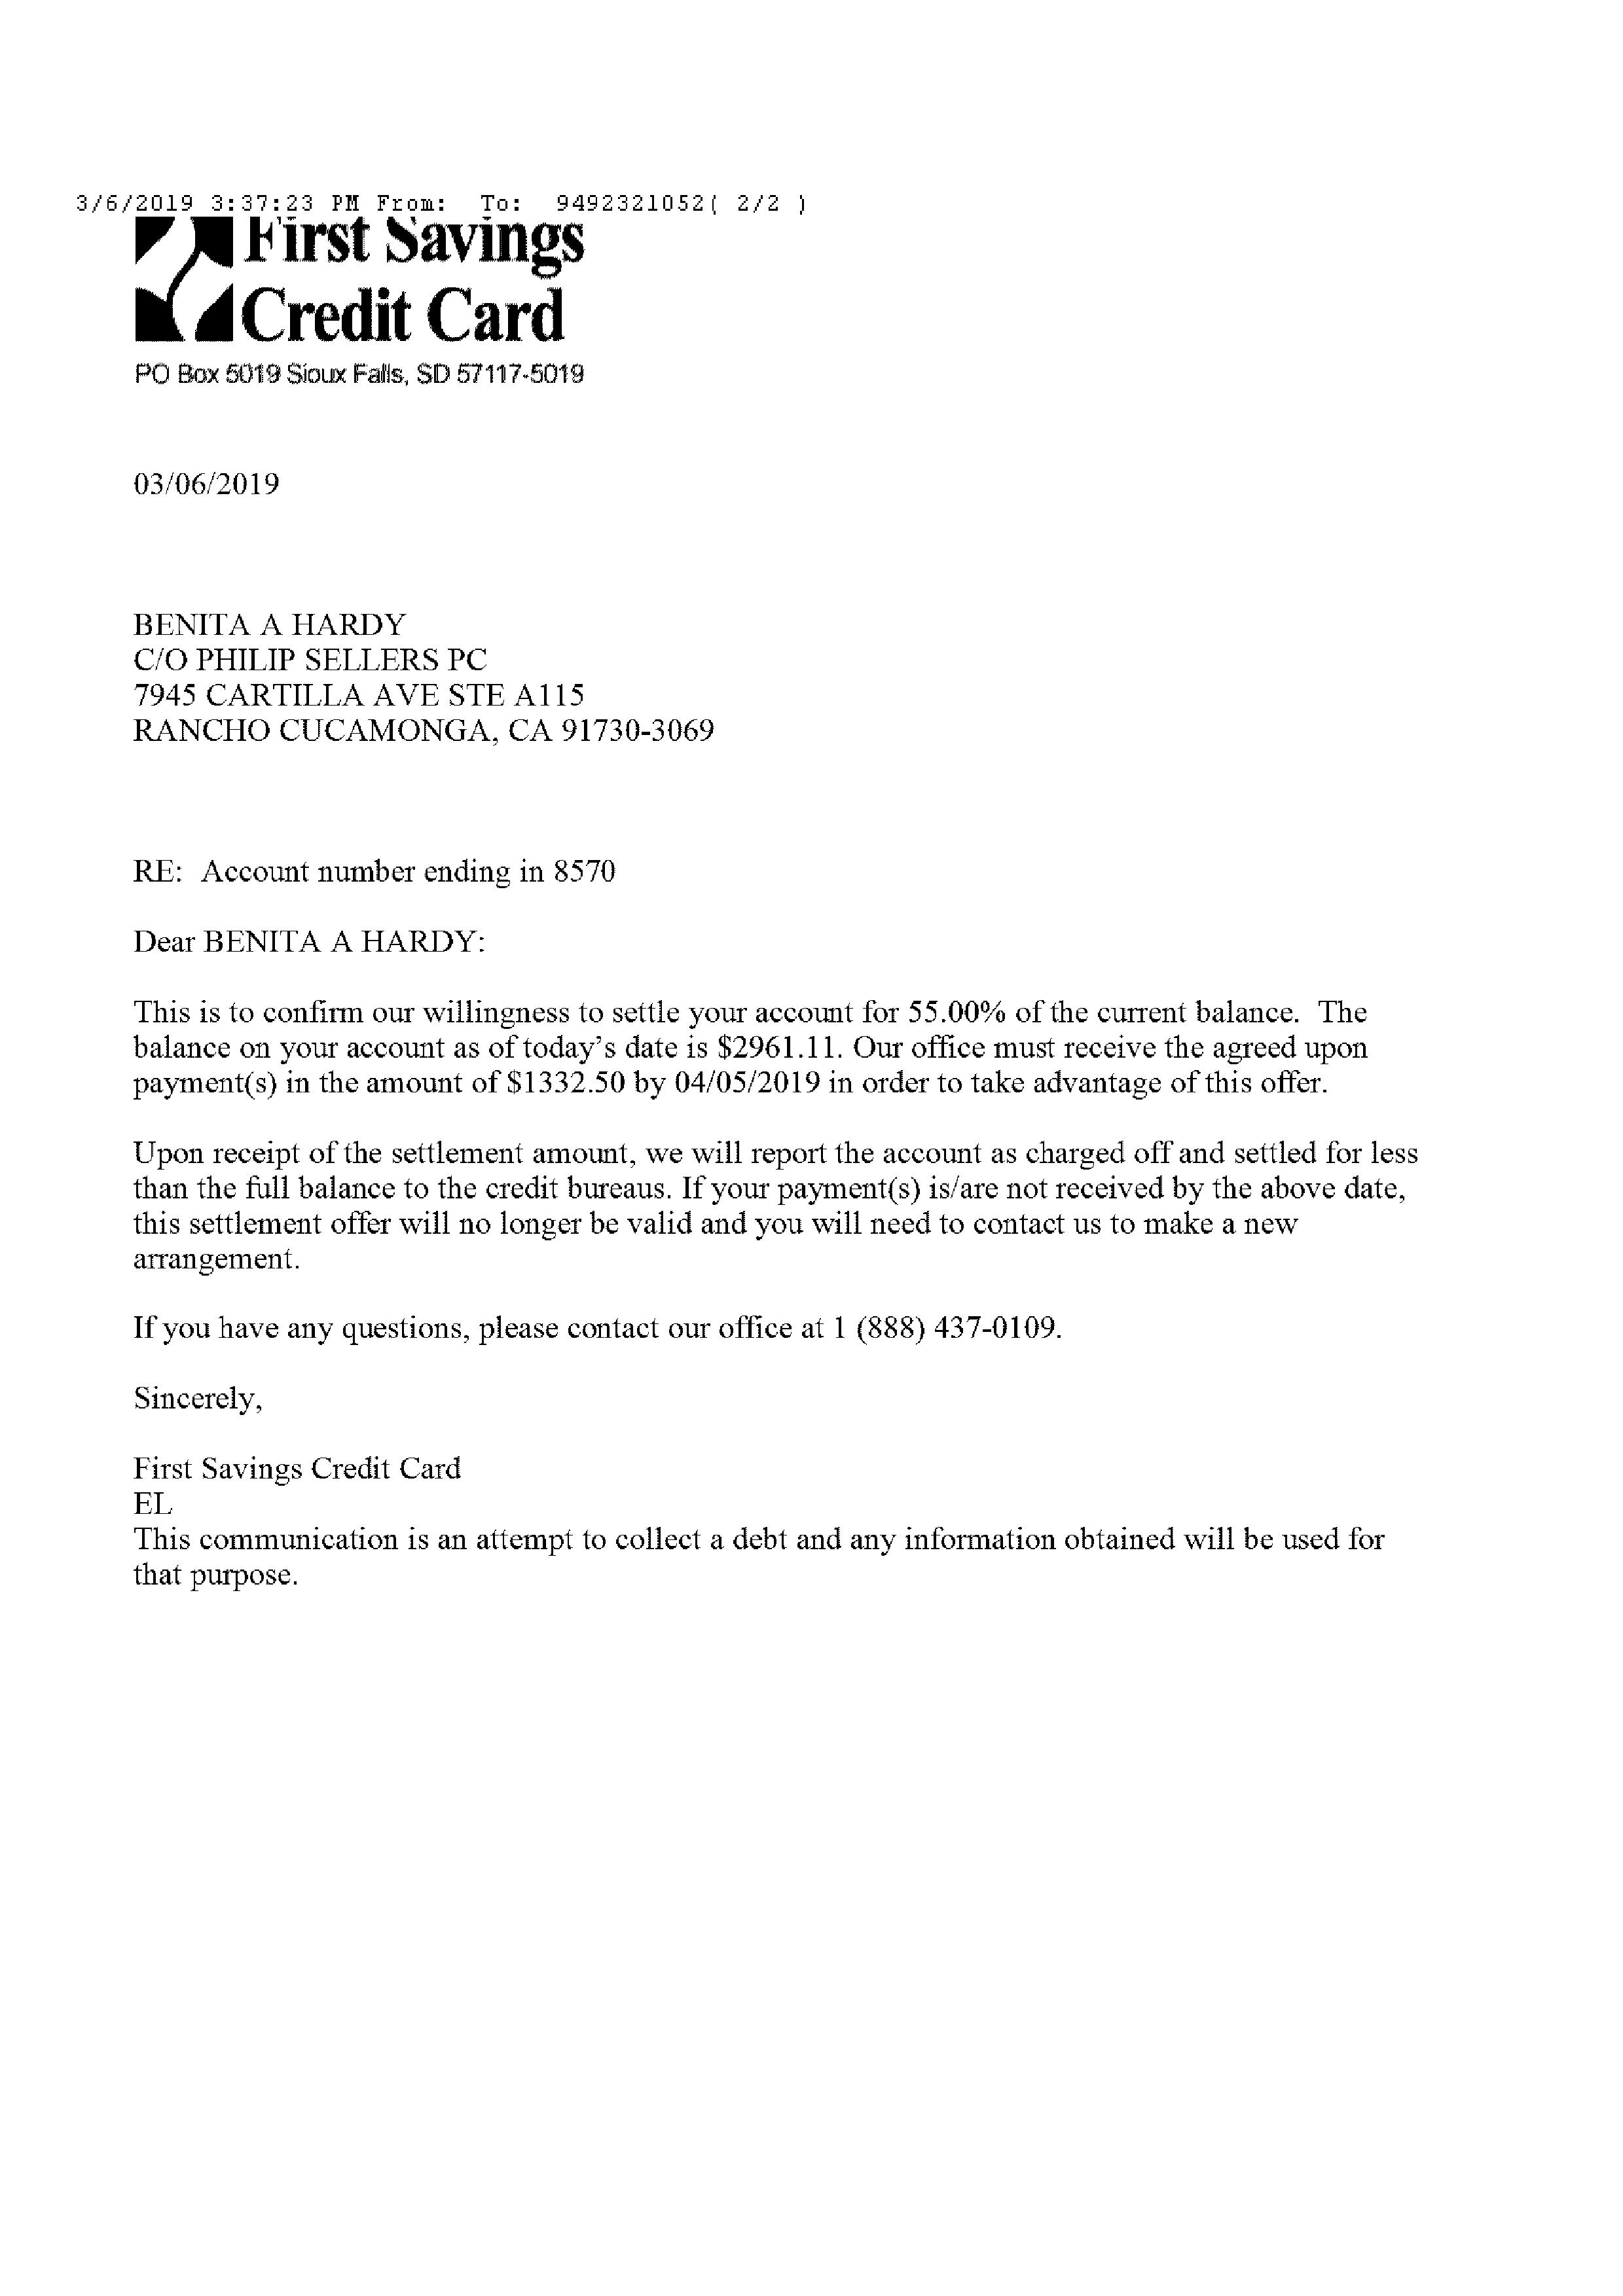 3/6/2019 3:37:23 PM From: To: 9492321052( 2/2 )
First Savings
Credit Card
PO Box 5019 Sioux Falls, SD 57117-5019
03/06/2019
BENITA A HARDY
C/O PHILIP SELLERS PC
7945 CARTILLA AVE STE A115
RANCHO CUCAMONGA, CA 91730-3069
RE: Account number ending in 8570
Dear BENITA A HARDY:
This is to confirm our willingness to settle your account for 55.00% of the current balance. The
balance on your account as of today’s date is $2961.11. Our office must receive the agreed upon
payment(s) in the amount of $1332.50 by 04/05/2019 in order to take advantage of this offer.
Upon receipt of the settlement amount, we will report the account as charged off and settled for less
than the full balance to the credit bureaus. If your payment(s) is/are not received by the above date,
this settlement offer will no longer be valid and you will need to contact us to make a new
arrangement.
If you have any questions, please contact our office at 1 (888) 437-0109.
Sincerely,
First Savings Credit Card
EL
This communication is an attempt to collect a debt and any information obtained will be used for
that purpose.